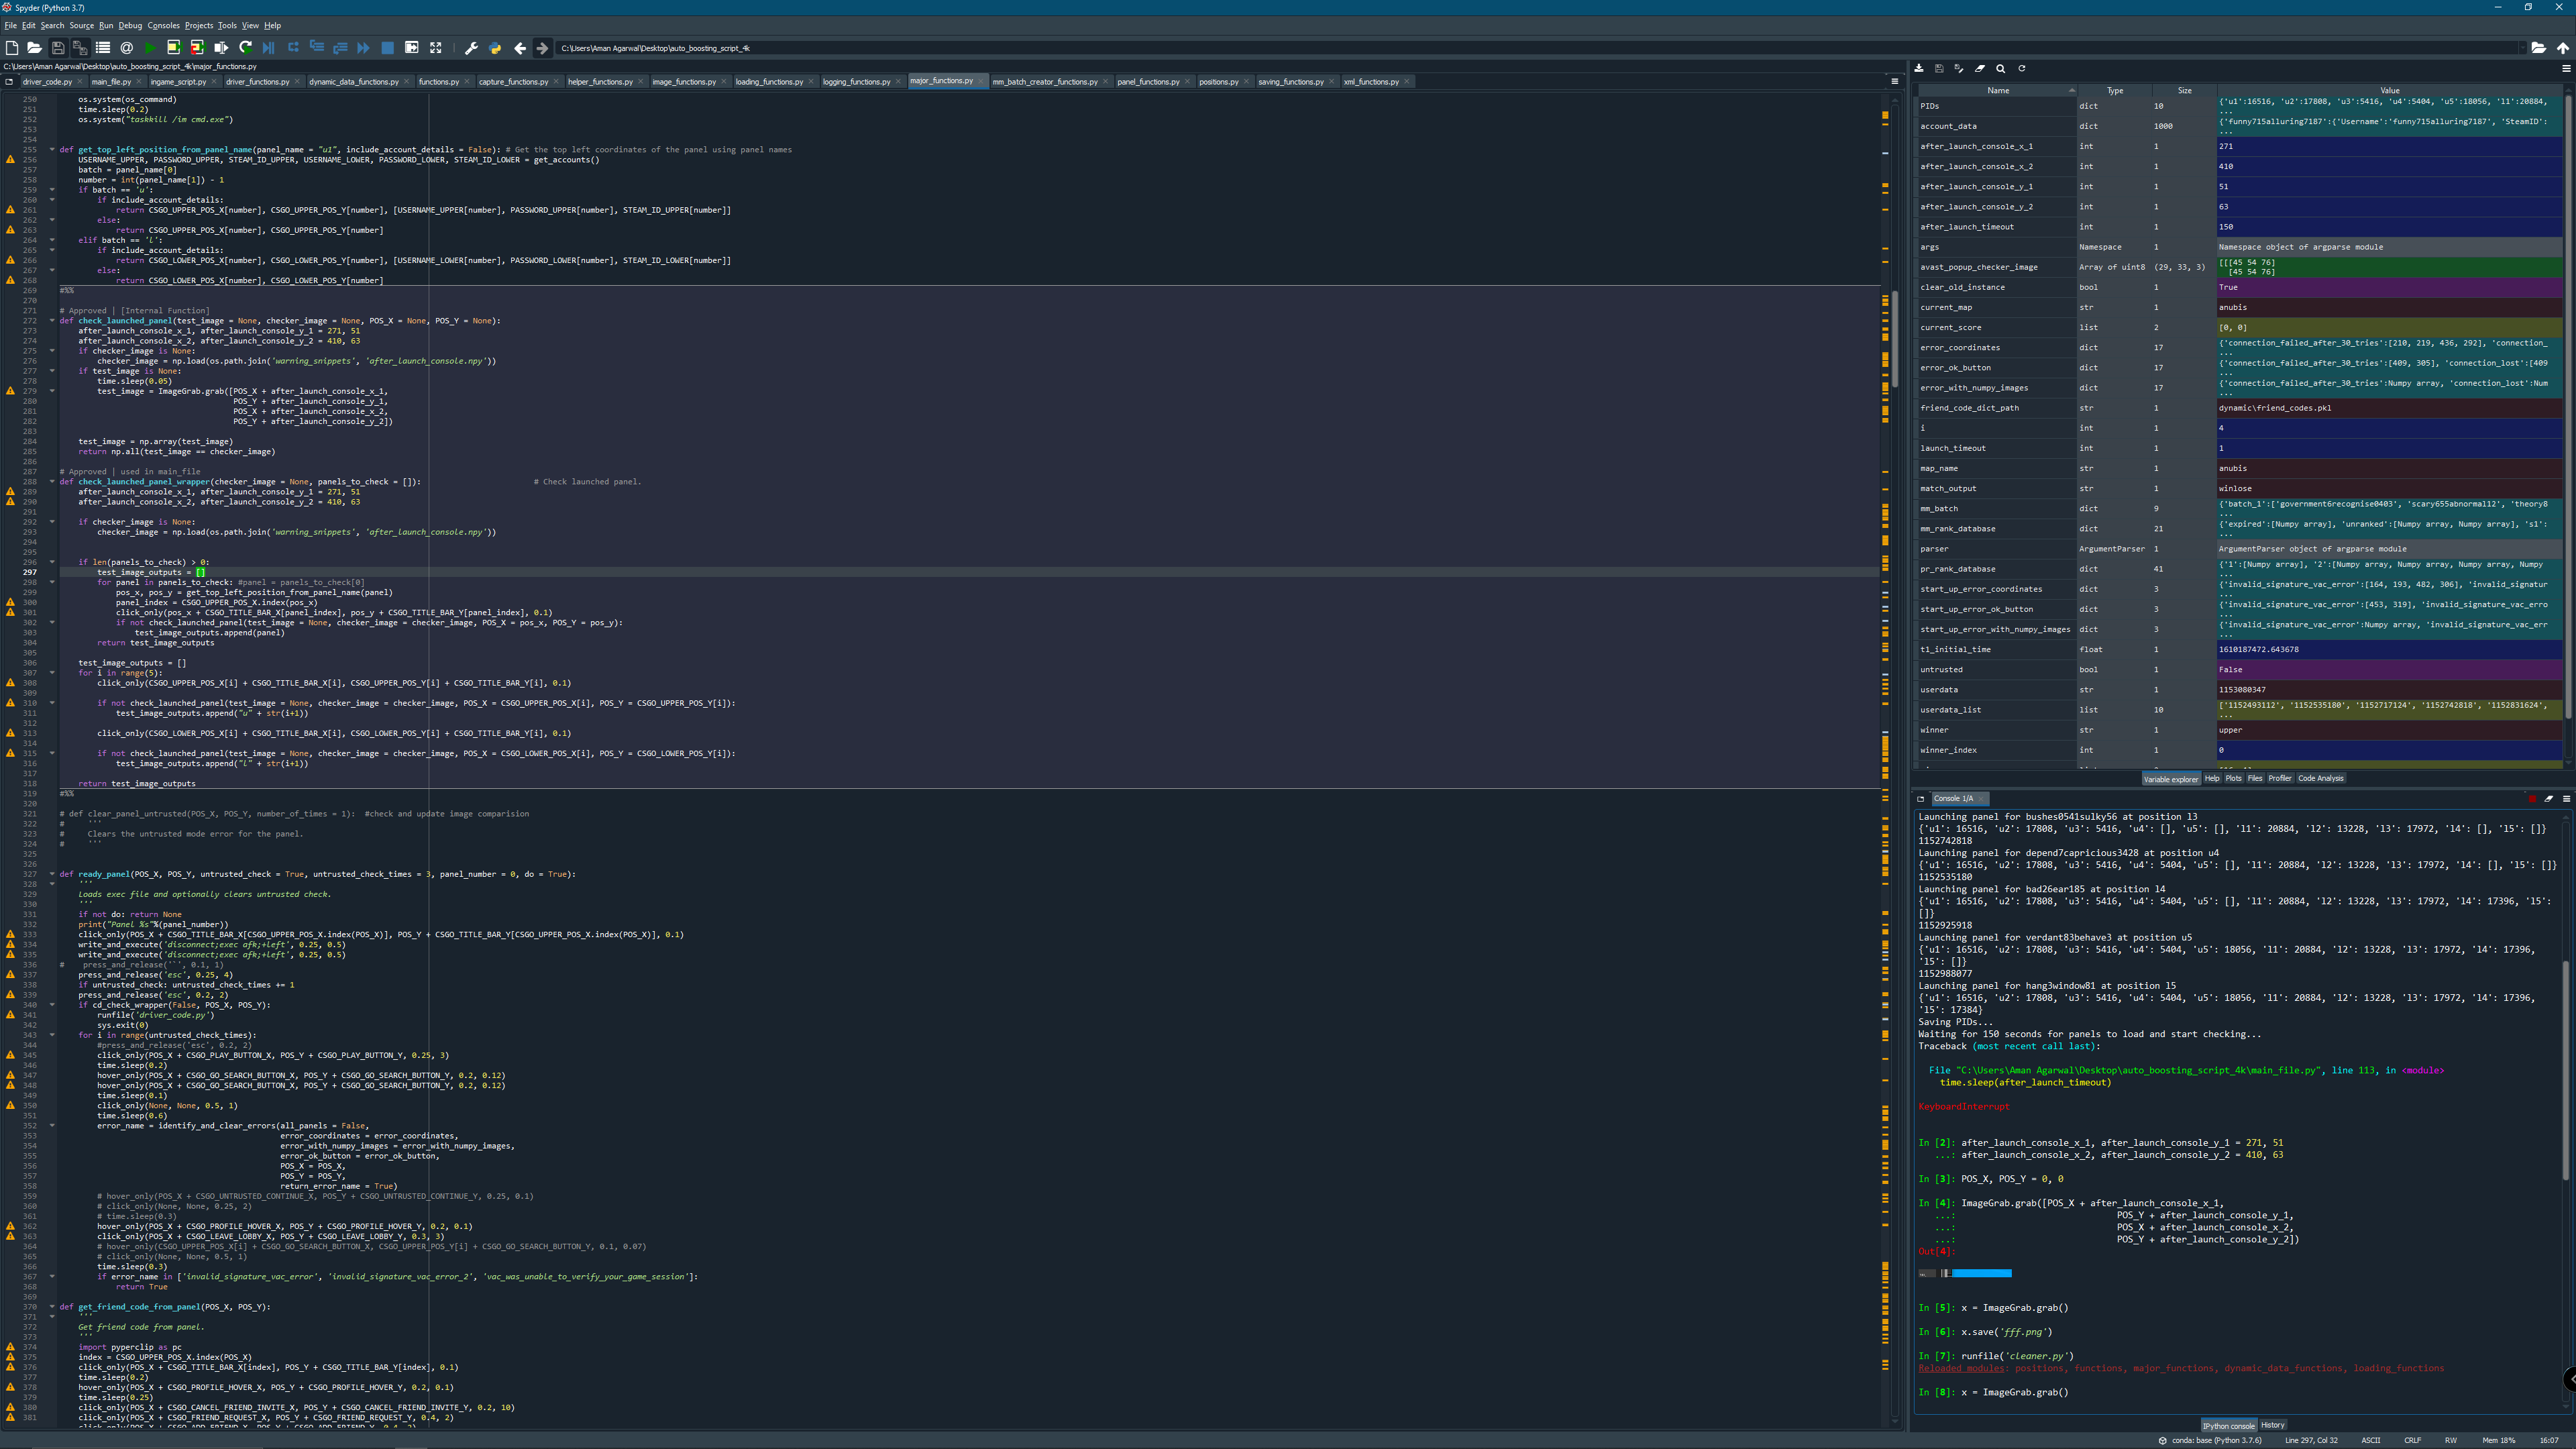 Spyder (Python 3.7)
File Edit Search Source Run Debug Consoles Projects Tools View Help
C:\Users\Aman Agarwal\Desktop\auto_boosting_script_4k
C:\Users\Aman Agarwal\Desktop\auto_boosting_script_4k\major_functions.py
driver_code.py main_file.py ingame_script.py driver_functions.py dynamic_data_functions.py functions.py capture_functions.py helper_functions.py image_functions.py loading_functions.py logging_functions.py major_functions.py mm_batch_creator_functions.py panel_functions.py positions.py saving_functions.py xml_functions.py
250 os.system(os_command)
251 time.sleep(0.2)
252 os.system("taskkill /im cmd.exe")
253
254
255 def get_top_left_position_from_panel_name(panel_name = "u1", include_account_details = False): # Get the top left coordinates of the panel using panel names
256 USERNAME_UPPER, PASSWORD_UPPER, STEAM_ID_UPPER, USERNAME_LOWER, PASSWORD_LOWER, STEAM_ID_LOWER = get_accounts()
257 batch = panel_name[0]
258 number = int(panel_name[1]) - 1
259 if batch == 'u':
260 if include_account_details:
261 return CSGO_UPPER_POS_X[number], CSGO_UPPER_POS_Y[number], [USERNAME_UPPER[number], PASSWORD_UPPER[number], STEAM_ID_UPPER[number]]
262 else:
263 return CSGO_UPPER_POS_X[number], CSGO_UPPER_POS_Y[number]
264 elif batch == 'l':
265 if include_account_details:
266 return CSGO_LOWER_POS_X[number], CSGO_LOWER_POS_Y[number], [USERNAME_LOWER[number], PASSWORD_LOWER[number], STEAM_ID_LOWER[number]]
267 else:
268 return CSGO_LOWER_POS_X[number], CSGO_LOWER_POS_Y[number]
269 #%%
270
271 # Approved | [Internal Function]
272 def check_launched_panel(test_image = None, checker_image = None, POS_X = None, POS_Y = None):
273 after_launch_console_x_1, after_launch_console_y_1 = 271, 51
274 after_launch_console_x_2, after_launch_console_y_2 = 410, 63
275 if checker_image is None:
276 checker_image = np.load(os.path.join('warning_snippets', 'after_launch_console.npy'))
277 if test_image is None:
278 time.sleep(0.05)
279 test_image = ImageGrab.grab([POS_X + after_launch_console_x_1,
280 POS_Y + after_launch_console_y_1,
281 POS_X + after_launch_console_x_2,
282 POS_Y + after_launch_console_y_2])
283
284 test_image = np.array(test_image)
285 return np.all(test_image == checker_image)
286
287 # Approved | used in main_file
288 def check_launched_panel_wrapper(checker_image = None, panels_to_check = []): # Check launched panel.
289 after_launch_console_x_1, after_launch_console_y_1 = 271, 51
290 after_launch_console_x_2, after_launch_console_y_2 = 410, 63
291
292 if checker_image is None:
293 checker_image = np.load(os.path.join('warning_snippets', 'after_launch_console.npy'))
294
295
296 if len(panels_to_check) > 0:
297 test_image_outputs = []
298 for panel in panels_to_check: #panel = panels_to_check[0]
299 pos_x, pos_y = get_top_left_position_from_panel_name(panel)
300 panel_index = CSGO_UPPER_POS_X.index(pos_x)
301 click_only(pos_x + CSGO_TITLE_BAR_X[panel_index], pos_y + CSGO_TITLE_BAR_Y[panel_index], 0.1)
302 if not check_launched_panel(test_image = None, checker_image = checker_image, POS_X = pos_x, POS_Y = pos_y):
303 test_image_outputs.append(panel)
304 return test_image_outputs
305
306 test_image_outputs = []
307 for i in range(5):
308 click_only(CSGO_UPPER_POS_X[i] + CSGO_TITLE_BAR_X[i], CSGO_UPPER_POS_Y[i] + CSGO_TITLE_BAR_Y[i], 0.1)
309
310 if not check_launched_panel(test_image = None, checker_image = checker_image, POS_X = CSGO_UPPER_POS_X[i], POS_Y = CSGO_UPPER_POS_Y[i]):
311 test_image_outputs.append("u" + str(i+1))
312
313 click_only(CSGO_LOWER_POS_X[i] + CSGO_TITLE_BAR_X[i], CSGO_LOWER_POS_Y[i] + CSGO_TITLE_BAR_Y[i], 0.1)
314
315 if not check_launched_panel(test_image = None, checker_image = checker_image, POS_X = CSGO_LOWER_POS_X[i], POS_Y = CSGO_LOWER_POS_Y[i]):
316 test_image_outputs.append("l" + str(i+1))
317
318 return test_image_outputs
319 #%%
320
321 # def clear_panel_untrusted(POS_X, POS_Y, number_of_times = 1): #check and update image comparision
322 # '''
323 # Clears the untrusted mode error for the panel.
324 # '''
325
326
327 def ready_panel(POS_X, POS_Y, untrusted_check = True, untrusted_check_times = 3, panel_number = 0, do = True):
328 '''
329 Loads exec file and optionally clears untrusted check.
330 '''
331 if not do: return None
332 print("Panel %s"%(panel_number))
333 click_only(POS_X + CSGO_TITLE_BAR_X[CSGO_UPPER_POS_X.index(POS_X)], POS_Y + CSGO_TITLE_BAR_Y[CSGO_UPPER_POS_X.index(POS_X)], 0.1)
334 write_and_execute('disconnect;exec afk;+left', 0.25, 0.5)
335 write_and_execute('disconnect;exec afk;+left', 0.25, 0.5)
336 # press_and_release('`', 0.1, 1)
337 press_and_release('esc', 0.25, 4)
338 if untrusted_check: untrusted_check_times += 1
339 press_and_release('esc', 0.2, 2)
340 if cd_check_wrapper(False, POS_X, POS_Y):
341 runfile('driver_code.py')
342 sys.exit(0)
343 for i in range(untrusted_check_times):
344 #press_and_release('esc', 0.2, 2)
345 click_only(POS_X + CSGO_PLAY_BUTTON_X, POS_Y + CSGO_PLAY_BUTTON_Y, 0.25, 3)
346 time.sleep(0.2)
347 hover_only(POS_X + CSGO_GO_SEARCH_BUTTON_X, POS_Y + CSGO_GO_SEARCH_BUTTON_Y, 0.2, 0.12)
348 hover_only(POS_X + CSGO_GO_SEARCH_BUTTON_X, POS_Y + CSGO_GO_SEARCH_BUTTON_Y, 0.2, 0.12)
349 time.sleep(0.1)
350 click_only(None, None, 0.5, 1)
351 time.sleep(0.6)
352 error_name = identify_and_clear_errors(all_panels = False,
353 error_coordinates = error_coordinates,
354 error_with_numpy_images = error_with_numpy_images,
355 error_ok_button = error_ok_button,
356 POS_X = POS_X,
357 POS_Y = POS_Y,
358 return_error_name = True)
359 # hover_only(POS_X + CSGO_UNTRUSTED_CONTINUE_X, POS_Y + CSGO_UNTRUSTED_CONTINUE_Y, 0.25, 0.1)
360 # click_only(None, None, 0.25, 2)
361 # time.sleep(0.3)
362 hover_only(POS_X + CSGO_PROFILE_HOVER_X, POS_Y + CSGO_PROFILE_HOVER_Y, 0.2, 0.1)
363 click_only(POS_X + CSGO_LEAVE_LOBBY_X, POS_Y + CSGO_LEAVE_LOBBY_Y, 0.3, 3)
364 # hover_only(CSGO_UPPER_POS_X[i] + CSGO_GO_SEARCH_BUTTON_X, CSGO_UPPER_POS_Y[i] + CSGO_GO_SEARCH_BUTTON_Y, 0.1, 0.07)
365 # click_only(None, None, 0.5, 1)
366 time.sleep(0.3)
367 if error_name in ['invalid_signature_vac_error', 'invalid_signature_vac_error_2', 'vac_was_unable_to_verify_your_game_session']:
368 return True
369
370 def get_friend_code_from_panel(POS_X, POS_Y):
371 '''
372 Get friend code from panel.
373 '''
374 import pyperclip as pc
375 index = CSGO_UPPER_POS_X.index(POS_X)
376 click_only(POS_X + CSGO_TITLE_BAR_X[index], POS_Y + CSGO_TITLE_BAR_Y[index], 0.1)
377 time.sleep(0.2)
378 hover_only(POS_X + CSGO_PROFILE_HOVER_X, POS_Y + CSGO_PROFILE_HOVER_Y, 0.2, 0.1)
379 time.sleep(0.25)
380 click_only(POS_X + CSGO_CANCEL_FRIEND_INVITE_X, POS_Y + CSGO_CANCEL_FRIEND_INVITE_Y, 0.2, 10)
381 click_only(POS_X + CSGO_FRIEND_REQUEST_X, POS_Y + CSGO_FRIEND_REQUEST_Y, 0.4, 2)
Name Type Size Value
PIDs dict 10 {'u1':16516, 'u2':17808, 'u3':5416, 'u4':5404, 'u5':18056, 'l1':20884, ...
account_data dict 1000 {'funny715alluring7187':{'Username':'funny715alluring7187', 'SteamID': ...
after_launch_console_x_1 int 1 271
after_launch_console_x_2 int 1 410
after_launch_console_y_1 int 1 51
after_launch_console_y_2 int 1 63
after_launch_timeout int 1 150
args Namespace 1 Namespace object of argparse module
avast_popup_checker_image Array of uint8 (29, 33, 3) [[[45 54 76]
[45 54 76]
clear_old_instance bool 1 True
current_map str 1 anubis
current_score list 2 [0, 0]
error_coordinates dict 17 {'connection_failed_after_30_tries':[210, 219, 436, 292], 'connection_ ...
error_ok_button dict 17 {'connection_failed_after_30_tries':[409, 305], 'connection_lost':[409 ...
error_with_numpy_images dict 17 {'connection_failed_after_30_tries':Numpy array, 'connection_lost':Num ...
friend_code_dict_path str 1 dynamic\friend_codes.pkl
i int 1 4
launch_timeout int 1 1
map_name str 1 anubis
match_output str 1 winlose
mm_batch dict 9 {'batch_1':['government6recognise0403', 'scary655abnormal12', 'theory8 ...
mm_rank_database dict 21 {'expired':[Numpy array], 'unranked':[Numpy array, Numpy array], 's1': ...
parser ArgumentParser 1 ArgumentParser object of argparse module
pr_rank_database dict 41 {'1':[Numpy array], '2':[Numpy array, Numpy array, Numpy array, Numpy ...
start_up_error_coordinates dict 3 {'invalid_signature_vac_error':[164, 193, 482, 306], 'invalid_signatur ...
start_up_error_ok_button dict 3 {'invalid_signature_vac_error':[453, 319], 'invalid_signature_vac_erro ...
start_up_error_with_numpy_images dict 3 {'invalid_signature_vac_error':Numpy array, 'invalid_signature_vac_err ...
t1_initial_time float 1 1610187472.643678
untrusted bool 1 False
userdata str 1 1153080347
userdata_list list 10 ['1152493112', '1152535180', '1152717124', '1152742818', '1152831624', ...
winner str 1 upper
winner_index int 1 0
Variable explorer Help Plots Files Profiler Code Analysis
Console 1/A
Launching panel for bushes0541sulky56 at position l3
{'u1': 16516, 'u2': 17808, 'u3': 5416, 'u4': [], 'u5': [], 'l1': 20884, 'l2': 13228, 'l3': 17972, 'l4': [], 'l5': []}
1152742818
Launching panel for depend7capricious3428 at position u4
{'u1': 16516, 'u2': 17808, 'u3': 5416, 'u4': 5404, 'u5': [], 'l1': 20884, 'l2': 13228, 'l3': 17972, 'l4': [], 'l5': []}
1152535180
Launching panel for bad26ear185 at position l4
{'u1': 16516, 'u2': 17808, 'u3': 5416, 'u4': 5404, 'u5': [], 'l1': 20884, 'l2': 13228, 'l3': 17972, 'l4': 17396, 'l5':
[]}
1152925918
Launching panel for verdant83behave3 at position u5
{'u1': 16516, 'u2': 17808, 'u3': 5416, 'u4': 5404, 'u5': 18056, 'l1': 20884, 'l2': 13228, 'l3': 17972, 'l4': 17396,
'l5': []}
1152988077
Launching panel for hang3window81 at position l5
{'u1': 16516, 'u2': 17808, 'u3': 5416, 'u4': 5404, 'u5': 18056, 'l1': 20884, 'l2': 13228, 'l3': 17972, 'l4': 17396,
'l5': 17384}
Saving PIDs...
Waiting for 150 seconds for panels to load and start checking...
Traceback (most recent call last):
File "C:\Users\Aman Agarwal\Desktop\auto_boosting_script_4k\main_file.py", line 113, in <module>
time.sleep(after_launch_timeout)
KeyboardInterrupt
In [2]: after_launch_console_x_1, after_launch_console_y_1 = 271, 51
...: after_launch_console_x_2, after_launch_console_y_2 = 410, 63
In [3]: POS_X, POS_Y = 0, 0
In [4]: ImageGrab.grab([POS_X + after_launch_console_x_1,
...: POS_Y + after_launch_console_y_1,
...: POS_X + after_launch_console_x_2,
...: POS_Y + after_launch_console_y_2])
Out[4]:
In [5]: x = ImageGrab.grab()
In [6]: x.save('fff.png')
In [7]: runfile('cleaner.py')
Reloaded modules: positions, functions, major_functions, dynamic_data_functions, loading_functions
In [8]: x = ImageGrab.grab()
IPython console History
conda: base (Python 3.7.6) Line 297, Col 32 ASCII CRLF RW Mem 18% 16:07